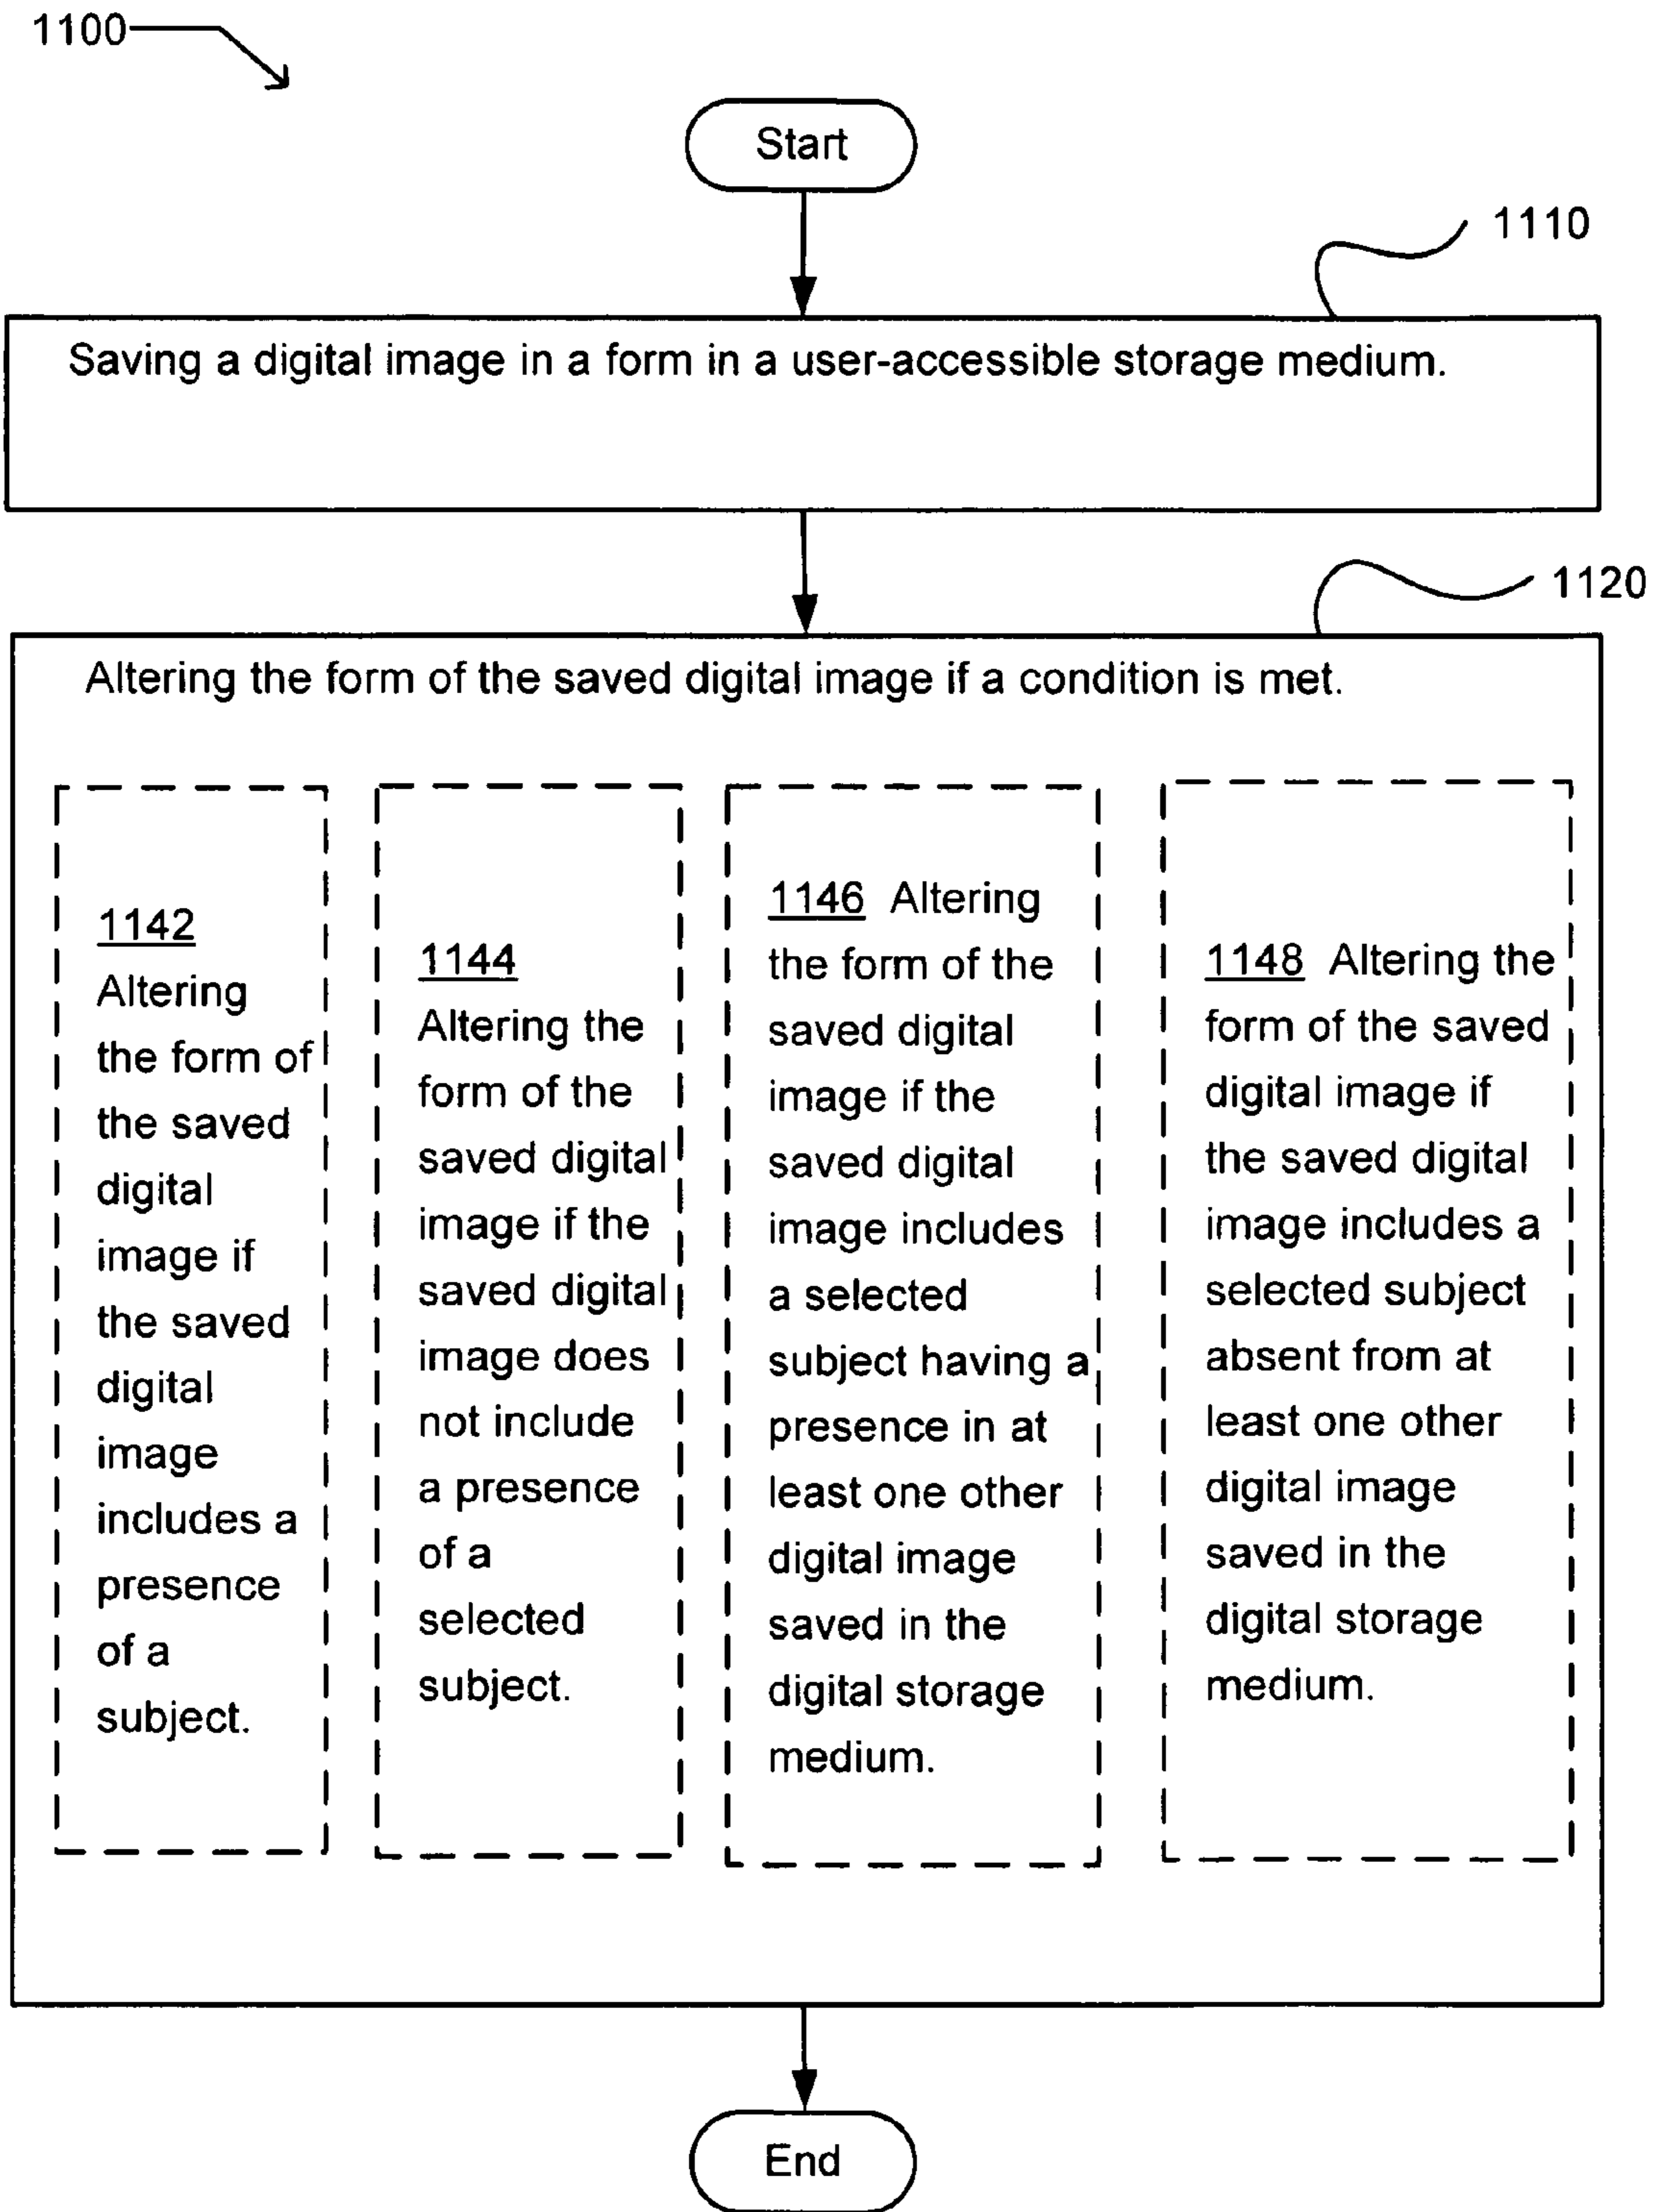 1100
Start
1110
Saving a digital image in a form in a user-accessible storage medium.
1120
Altering the form of the saved digital image if a condition is met.
1142
Altering
the form of
the saved
digital
image if
the saved
digital
image
includes a
presence
of a
subject.
1144
Altering the
form of the
saved digital
image if the
saved digital
image does
not include
a presence
of a
selected
subject.
1146 Altering
the form of the
saved digital
image if the
saved digital
image includes
a selected
subject having a
presence in at
least one other
digital image
saved in the
digital storage
medium.
1148 Altering the
form of the saved
digital image if
the saved digital
image includes a
selected subject
absent from at
least one other
digital image
saved in the
digital storage
medium.
End